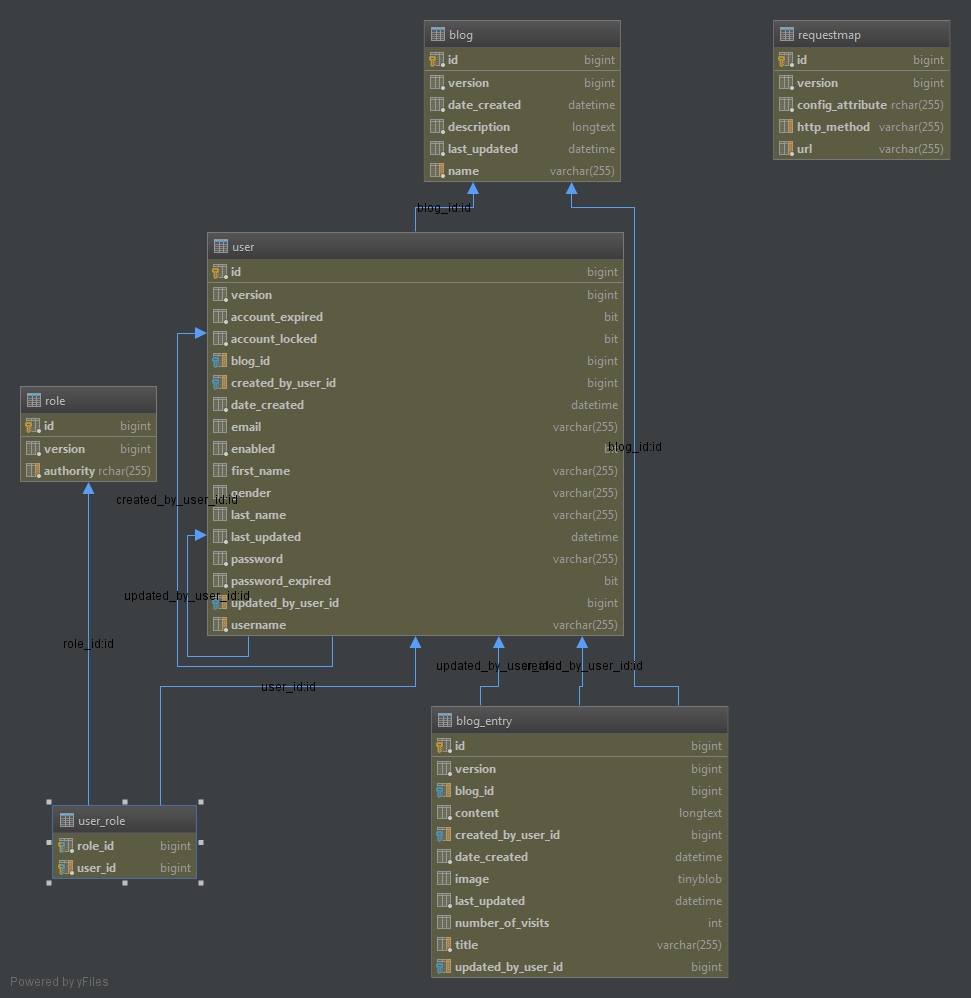 blog
id bigint
version bigint
date_created datetime
description longtext
last_updated datetime
name varchar(255)
requestmap
id bigint
version bigint
config_attribute rchar(255)
http_method varchar(255)
url varchar(255)
blog_id:id
user
id bigint
version bigint
account_expired bit
account_locked bit
blog_id bigint
created_by_user_id bigint
date_created datetime
email varchar(255)
enabled
first_name varchar(255)
gender varchar(255)
last_name varchar(255)
last_updated datetime
password varchar(255)
password_expired bit
updated_by_user_id bigint
username varchar(255)
blog_id:id
role
id bigint
version bigint
authority rchar(255)
created_by_user_id:id
updated_by_user_id:id
role_id:id
user_id:id
updated_by_user_id:id
by_user_id:id
user_role
role_id bigint
user_id bigint
blog_entry
id bigint
version bigint
blog_id bigint
content longtext
created_by_user_id bigint
date_created datetime
image tinyblob
last_updated datetime
number_of_visits int
title varchar(255)
updated_by_user_id bigint
Powered by yFiles